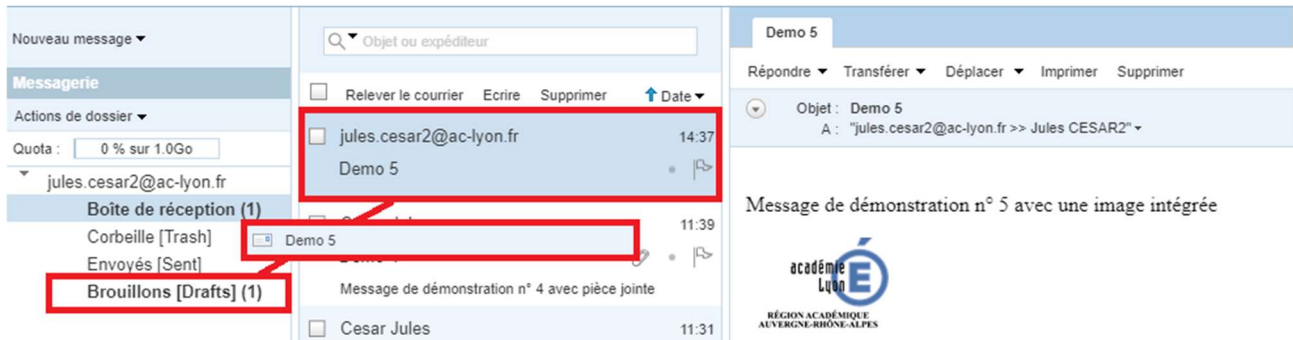 Nouveau message
Messagerie
Actions de dossier
Quota : 0 % sur 1.0Go
jules.cesar2@ac-lyon.fr
Boîte de réception (1)
Corbeille [Trash]
Envoyés [Sent]
Brouillons [Drafts] (1)
Objet ou expéditeur
Relever le courrier Ecrire Supprimer Date
jules.cesar2@ac-lyon.fr 14:37
Demo 5
11:39
Demo 5
Message de démonstration n° 4 avec pièce jointe
Cesar Jules 11:31
Demo 5
Répondre Transférer Déplacer Imprimer Supprimer
Objet : Demo 5
A : "jules.cesar2@ac-lyon.fr >> Jules CESAR2"
Message de démonstration n° 5 avec une image intégrée
académie
Lyon
É
RÉGION ACADÉMIQUE
AUVERGNE-RHÔNE-ALPES